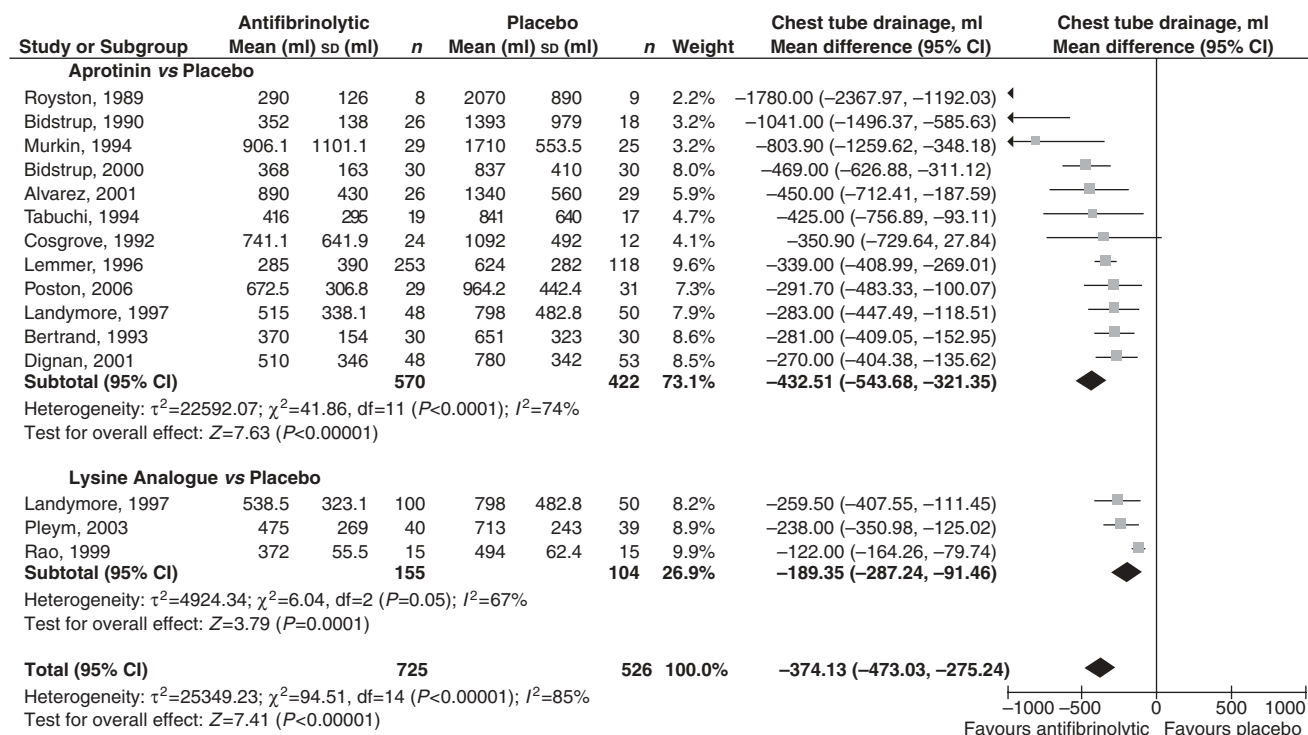 Antifibrinolytic Placebo Chest tube drainage, ml Chest tube drainage, ml
Study or Subgroup Mean (ml) SD (ml) n Mean (ml) SD (ml) n Weight Mean difference (95% CI) Mean difference (95% CI)
Aprotinin vs Placebo
Royston, 1989 290 126 8 2070 890 9 2.2% −1780.00 (−2367.97, −1192.03)
Bidstrup, 1990 352 138 26 1393 979 18 3.2% −1041.00 (−1496.37, −585.63)
Murkin, 1994 906.1 1101.1 29 1710 553.5 25 3.2% −803.90 (−1259.62, −348.18)
Bidstrup, 2000 368 163 30 837 410 30 8.0% −469.00 (−626.88, −311.12)
Alvarez, 2001 890 430 26 1340 560 29 5.9% −450.00 (−712.41, −187.59)
Tabuchi, 1994 416 295 19 841 640 17 4.7% −425.00 (−756.89, −93.11)
Cosgrove, 1992 741.1 641.9 24 1092 492 12 4.1% −350.90 (−729.64, 27.84)
Lemmer, 1996 285 390 253 624 282 118 9.6% −339.00 (−408.99, −269.01)
Poston, 2006 672.5 306.8 29 964.2 442.4 31 7.3% −291.70 (−483.33, −100.07)
Landymore, 1997 515 338.1 48 798 482.8 50 7.9% −283.00 (−447.49, −118.51)
Bertrand, 1993 370 154 30 651 323 30 8.6% −281.00 (−409.05, −152.95)
Dignan, 2001 510 346 48 780 342 53 8.5% −270.00 (−404.38, −135.62)
Subtotal (95% CI) 570 422 73.1% −432.51 (−543.68, −321.35)
Heterogeneity: τ²=22592.07; χ²=41.86, df=11 (P<0.0001); I²=74%
Test for overall effect: Z=7.63 (P<0.00001)
Lysine Analogue vs Placebo
Landymore, 1997 538.5 323.1 100 798 482.8 50 8.2% −259.50 (−407.55, −111.45)
Pleym, 2003 475 269 40 713 243 39 8.9% −238.00 (−350.98, −125.02)
Rao, 1999 372 55.5 15 494 62.4 15 9.9% −122.00 (−164.26, −79.74)
Subtotal (95% CI) 155 104 26.9% −189.35 (−287.24, −91.46)
Heterogeneity: τ²=4924.34; χ²=6.04, df=2 (P=0.05); I²=67%
Test for overall effect: Z=3.79 (P=0.0001)
Total (95% CI) 725 526 100.0% −374.13 (−473.03, −275.24)
Heterogeneity: τ²=25349.23; χ²=94.51, df=14 (P<0.00001); I²=85%
Test for overall effect: Z=7.41 (P<0.00001)
−1000 −500 0 500 1000
Favours antifibrinolytic Favours placebo